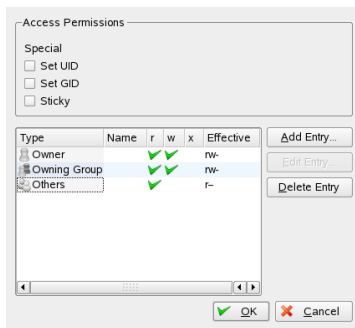 Access Permissions
Special
Set UID
Set GID
Sticky
Type Name r w x Effective
Owner rw-
Owning Group rw-
Others r--
Add Entry...
Edit Entry...
Delete Entry
OK Cancel